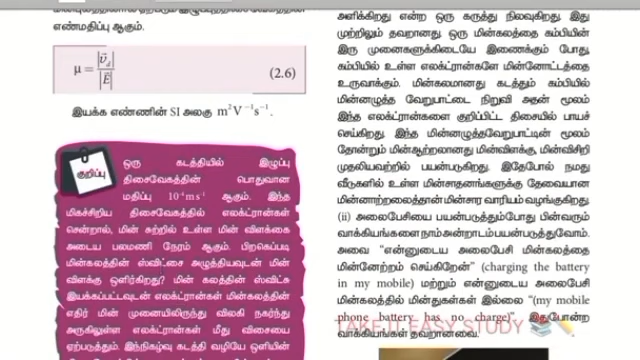 எண்மதிப்பு ஆகும்.
μ = |υ⃗d| / |E⃗| (2.6)
இயக்க எண்ணின் SI அலகு m²V⁻¹s⁻¹.
குறிப்பு
ஒரு கடத்தியில் இழுப்பு
திசைவேகத்தின் பொதுவான
மதிப்பு 10⁻⁴ms⁻¹ ஆகும். இந்த
மிகச்சிறிய திசைவேகத்தில் எலக்ட்ரான்கள்
சென்றால், மின் சுற்றில் உள்ள மின் விளக்கை
அடைய பலமணி நேரம் ஆகும். பிறகெப்படி
மின்கலத்தின் ஸ்விட்சை அழுத்தியவுடன் மின்
விளக்கு ஒளிர்கிறது? மின் கலத்தின் ஸ்விட்சு
இயக்கப்பட்டவுடன் எலக்ட்ரான்கள் மின்கலத்தின்
எதிர் மின் முனையிலிருந்து விலகி நகர்ந்து
அருகிலுள்ள எலக்ட்ரான்கள் மீது விசையை
ஏற்படுத்தும். இந்நிகழ்வு கடத்தி வழியே ஒளியின்
அளிக்கிறது என்ற ஒரு கருத்து நிலவுகிறது. இது
முற்றிலும் தவறானது. ஒரு மின்கலத்தை கம்பியின்
இரு முனைகளுக்கிடையே இணைக்கும் போது,
கம்பியில் உள்ள எலக்ட்ரான்களே மின்னோட்டத்தை
உருவாக்கும். மின்கலமானது கடத்தும் கம்பியில்
மின்னழுத்த வேறுபாட்டை நிறுவி அதன் மூலம்
இந்த எலக்ட்ரான்களை குறிப்பிட்ட திசையில் பாயச்
செய்கிறது. இந்த மின்னழுத்தவேறுபாட்டின் மூலம்
தோன்றும் மின்ஆற்றலானது மின்விளக்கு, மின்விசிறி
முதலியவற்றில் பயன்படுகிறது. இதேபோல் நமது
வீடுகளில் உள்ள மின்சாதனங்களுக்கு தேவையான
மின்னாற்றலைத்தான் மின்சார வாரியம் வழங்குகிறது.
(ii) அலைபேசியை பயன்படுத்தும்போது பின்வரும்
வாக்கியங்களை நாம் அன்றாடம் பயன்படுத்துவோம்.
அவை “என்னுடைய அலைபேசி மின்கலத்தை
மின்னேற்றம் செய்கிறேன்” (charging the battery
in my mobile) மற்றும் என்னுடைய அலைபேசி
மின்கலத்தில் மின்துகள்கள் இல்லை “(my mobile
phone battery has no charge)”. இதுபோன்ற
வாக்கியங்கள் தவறானவை.
TAKE IT EASY STUDY